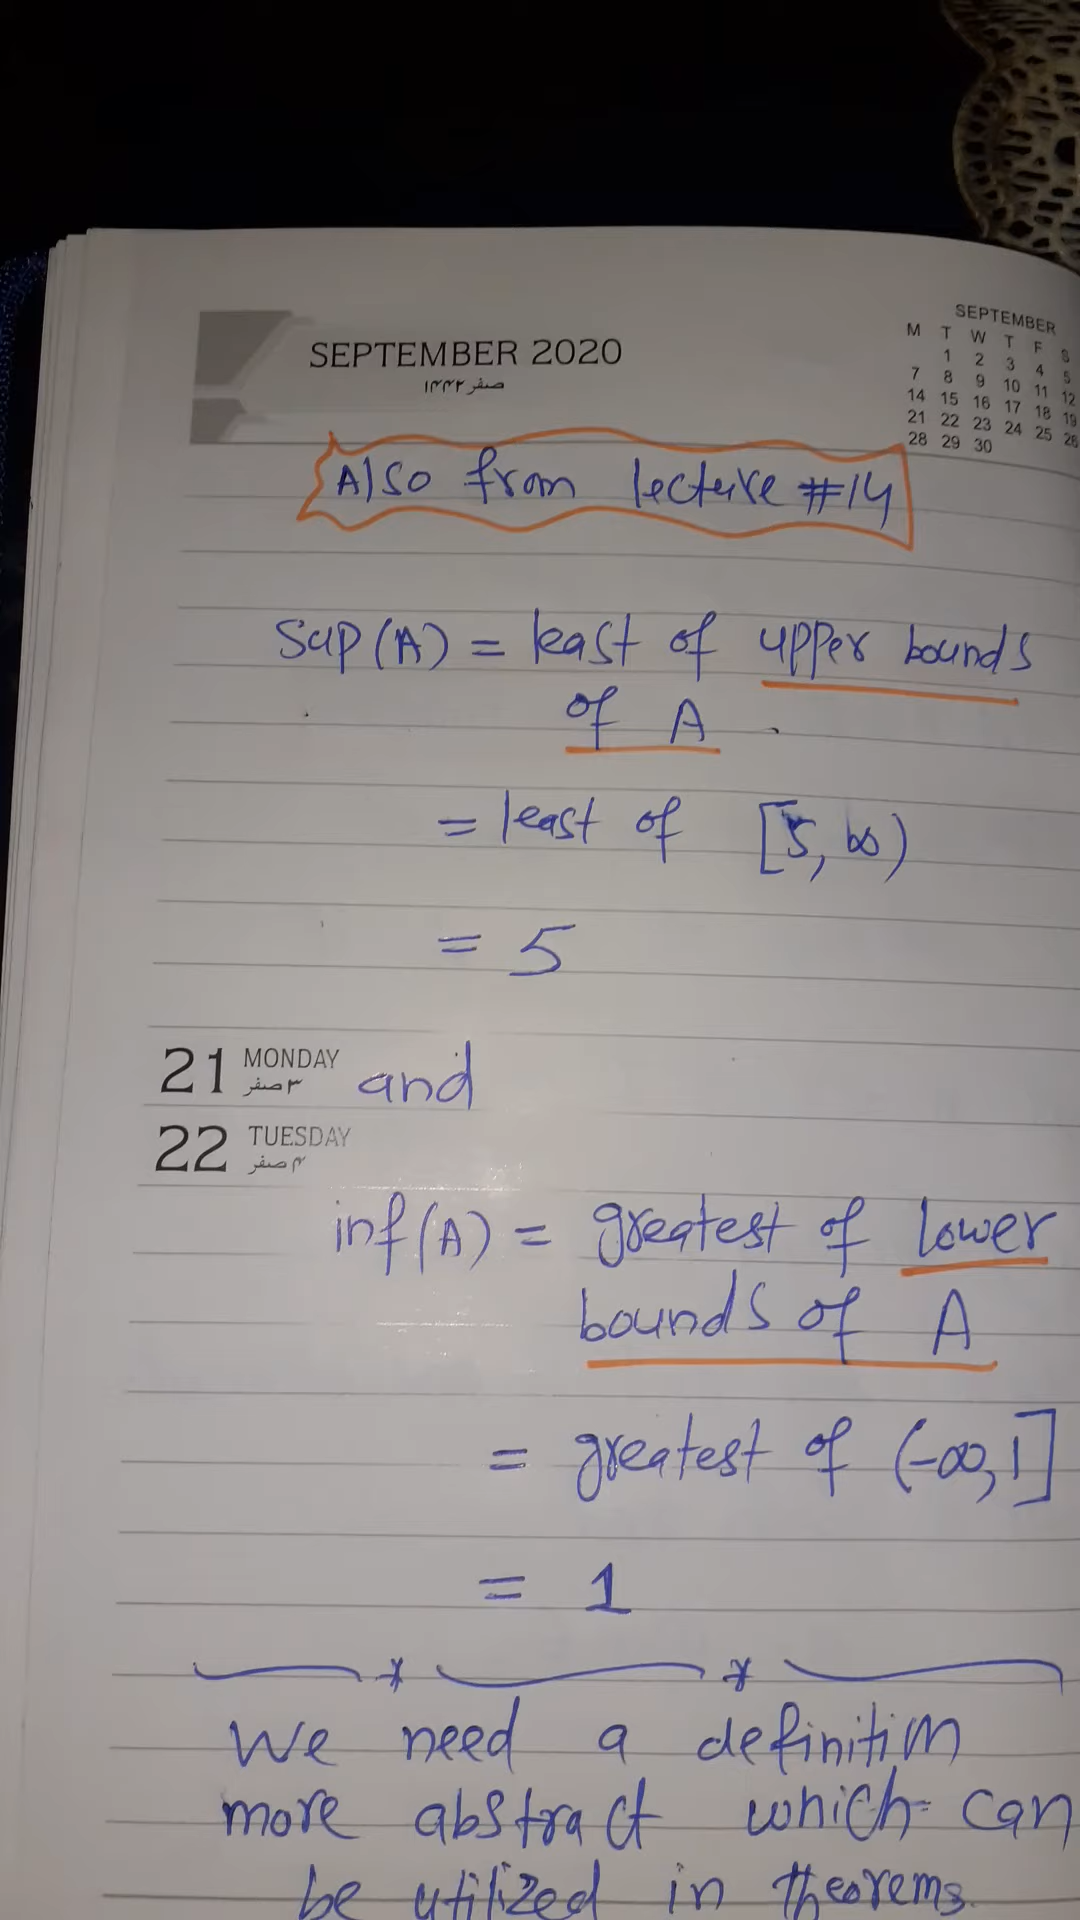 SEPTEMBER 2020
صفر ۱۴۴۲
SEPTEMBER
M T W T F S
1 2 3 4 5
7 8 9 10 11 12
14 15 16 17 18 19
21 22 23 24 25 26
28 29 30
Also from lecture #14
Sup(A) = least of upper bounds
of A
= least of [5, ∞)
= 5
21 MONDAY and
۳ صفر
22 TUESDAY
۴ صفر
inf(A) = greatest of lower
bounds of A
= greatest of (-∞, 1]
= 1
We need a definition
more abstract which can
be utilized in theorems.